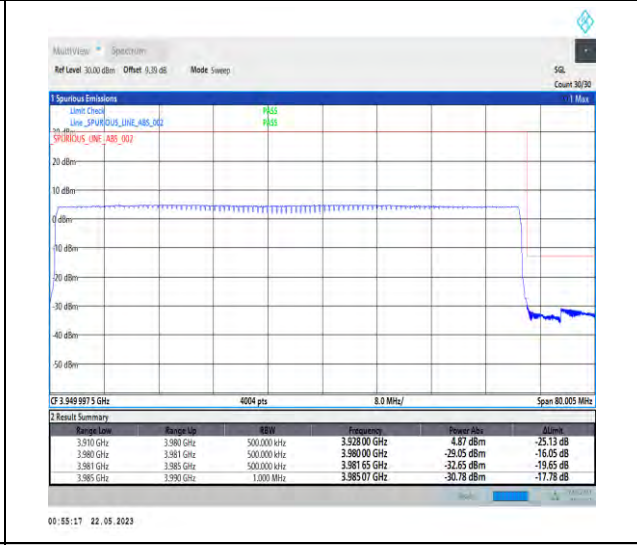 MultiView Spectrum
Ref Level 30.00 dBm Offset 9.39 dB Mode Sweep SGL
Count 30/30
1 Spurious Emissions 1 Max
Limit Check PASS
Line _SPURIOUS_LINE_ABS_002 PASS
30 dBm
_SPURIOUS_LINE_ABS_002
20 dBm
10 dBm
0 dBm
-10 dBm
-20 dBm
-30 dBm
-40 dBm
-50 dBm
CF 3.949 997 5 GHz 4004 pts 8.0 MHz/ Span 80.005 MHz
2 Result Summary
Range Low Range Up RBW Frequency Power Abs ΔLimit
3.910 GHz 3.980 GHz 500.000 kHz 3.928 00 GHz 4.87 dBm -25.13 dB
3.980 GHz 3.981 GHz 500.000 kHz 3.980 00 GHz -29.05 dBm -16.05 dB
3.981 GHz 3.985 GHz 500.000 kHz 3.981 65 GHz -32.65 dBm -19.65 dB
3.985 GHz 3.990 GHz 1.000 MHz 3.985 07 GHz -30.78 dBm -17.78 dB
00:55:17 22.05.2023